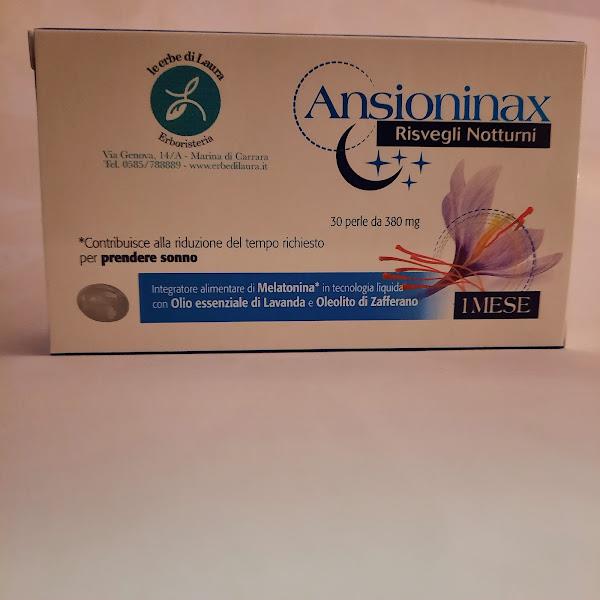 le erbe di Laura
Erboristeria
Via Genova, 14/A - Marina di Carrara
Tel. 0585/788889 - www.erbedilaura.it
Ansioninax
Risvegli Notturni
30 perle da 380 mg
*Contribuisce alla riduzione del tempo richiesto
per prendere sonno
Integratore alimentare di Melatonina* in tecnologia liquida
con Olio essenziale di Lavanda e Oleolito di Zafferano
1 MESE